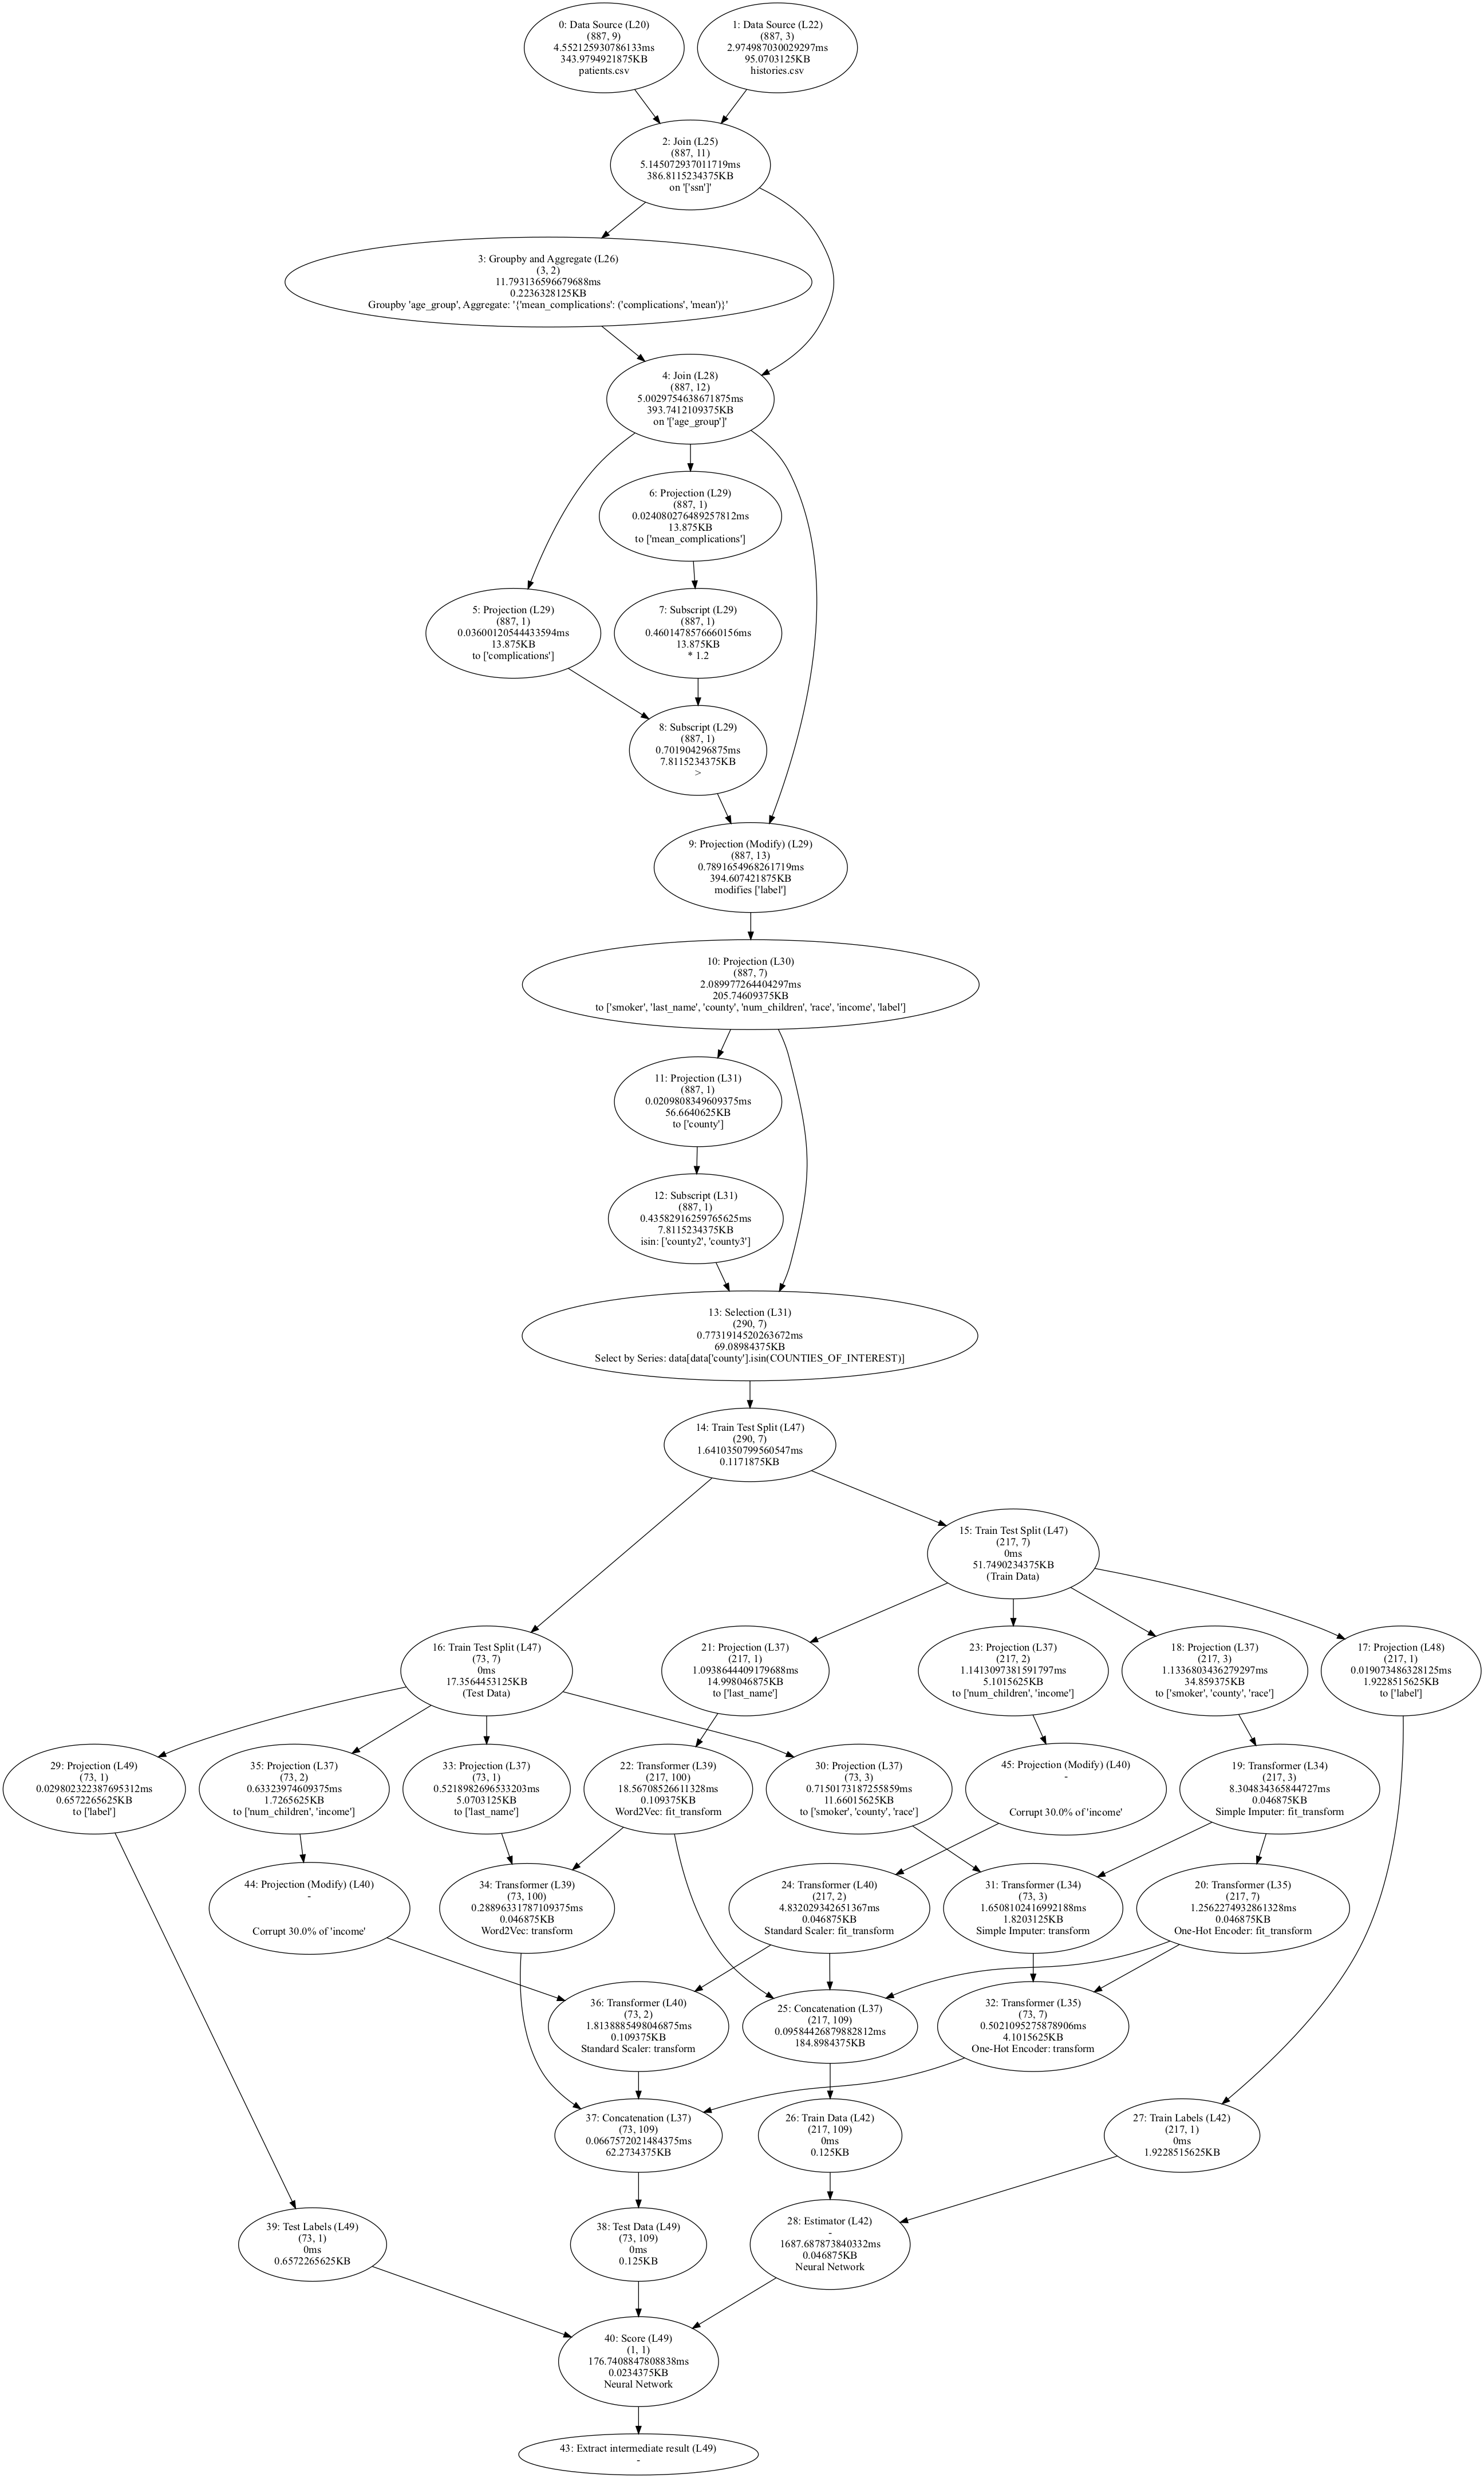 0: Data Source (L20)
(887, 9)
4.552125930786133ms
343.9794921875KB
patients.csv
1: Data Source (L22)
(887, 3)
2.974987030029297ms
95.0703125KB
histories.csv
2: Join (L25)
(887, 11)
5.145072937011719ms
386.8115234375KB
on '['ssn']'
3: Groupby and Aggregate (L26)
(3, 2)
11.793136596679688ms
0.2236328125KB
Groupby 'age_group', Aggregate: '{'mean_complications': ('complications', 'mean')}'
4: Join (L28)
(887, 12)
5.0029754638671875ms
393.7412109375KB
on '['age_group']'
6: Projection (L29)
(887, 1)
0.024080276489257812ms
13.875KB
to ['mean_complications']
5: Projection (L29)
(887, 1)
0.03600120544433594ms
13.875KB
to ['complications']
7: Subscript (L29)
(887, 1)
0.4601478576660156ms
13.875KB
* 1.2
8: Subscript (L29)
(887, 1)
0.701904296875ms
7.8115234375KB
>
9: Projection (Modify) (L29)
(887, 13)
0.7891654968261719ms
394.607421875KB
modifies ['label']
10: Projection (L30)
(887, 7)
2.089977264404297ms
205.74609375KB
to ['smoker', 'last_name', 'county', 'num_children', 'race', 'income', 'label']
11: Projection (L31)
(887, 1)
0.0209808349609375ms
56.6640625KB
to ['county']
12: Subscript (L31)
(887, 1)
0.43582916259765625ms
7.8115234375KB
isin: ['county2', 'county3']
13: Selection (L31)
(290, 7)
0.7731914520263672ms
69.08984375KB
Select by Series: data[data['county'].isin(COUNTIES_OF_INTEREST)]
14: Train Test Split (L47)
(290, 7)
1.6410350799560547ms
0.1171875KB
15: Train Test Split (L47)
(217, 7)
0ms
51.7490234375KB
(Train Data)
16: Train Test Split (L47)
(73, 7)
0ms
17.3564453125KB
(Test Data)
21: Projection (L37)
(217, 1)
1.0938644409179688ms
14.998046875KB
to ['last_name']
23: Projection (L37)
(217, 2)
1.1413097381591797ms
5.1015625KB
to ['num_children', 'income']
18: Projection (L37)
(217, 3)
1.1336803436279297ms
34.859375KB
to ['smoker', 'county', 'race']
17: Projection (L48)
(217, 1)
0.019073486328125ms
1.9228515625KB
to ['label']
29: Projection (L49)
(73, 1)
0.029802322387695312ms
0.6572265625KB
to ['label']
35: Projection (L37)
(73, 2)
0.63323974609375ms
1.7265625KB
to ['num_children', 'income']
33: Projection (L37)
(73, 1)
0.5218982696533203ms
5.0703125KB
to ['last_name']
22: Transformer (L39)
(217, 100)
18.56708526611328ms
0.109375KB
Word2Vec: fit_transform
30: Projection (L37)
(73, 3)
0.7150173187255859ms
11.66015625KB
to ['smoker', 'county', 'race']
45: Projection (Modify) (L40)
-
Corrupt 30.0% of 'income'
19: Transformer (L34)
(217, 3)
8.304834365844727ms
0.046875KB
Simple Imputer: fit_transform
44: Projection (Modify) (L40)
-
Corrupt 30.0% of 'income'
34: Transformer (L39)
(73, 100)
0.28896331787109375ms
0.046875KB
Word2Vec: transform
24: Transformer (L40)
(217, 2)
4.832029342651367ms
0.046875KB
Standard Scaler: fit_transform
31: Transformer (L34)
(73, 3)
1.6508102416992188ms
1.8203125KB
Simple Imputer: transform
20: Transformer (L35)
(217, 7)
1.2562274932861328ms
0.046875KB
One-Hot Encoder: fit_transform
36: Transformer (L40)
(73, 2)
1.8138885498046875ms
0.109375KB
Standard Scaler: transform
25: Concatenation (L37)
(217, 109)
0.09584426879882812ms
184.8984375KB
32: Transformer (L35)
(73, 7)
0.5021095275878906ms
4.1015625KB
One-Hot Encoder: transform
37: Concatenation (L37)
(73, 109)
0.0667572021484375ms
62.2734375KB
26: Train Data (L42)
(217, 109)
0ms
0.125KB
27: Train Labels (L42)
(217, 1)
0ms
1.9228515625KB
39: Test Labels (L49)
(73, 1)
0ms
0.6572265625KB
38: Test Data (L49)
(73, 109)
0ms
0.125KB
28: Estimator (L42)
-
1687.687873840332ms
0.046875KB
Neural Network
40: Score (L49)
(1, 1)
176.7408847808838ms
0.0234375KB
Neural Network
43: Extract intermediate result (L49)
-